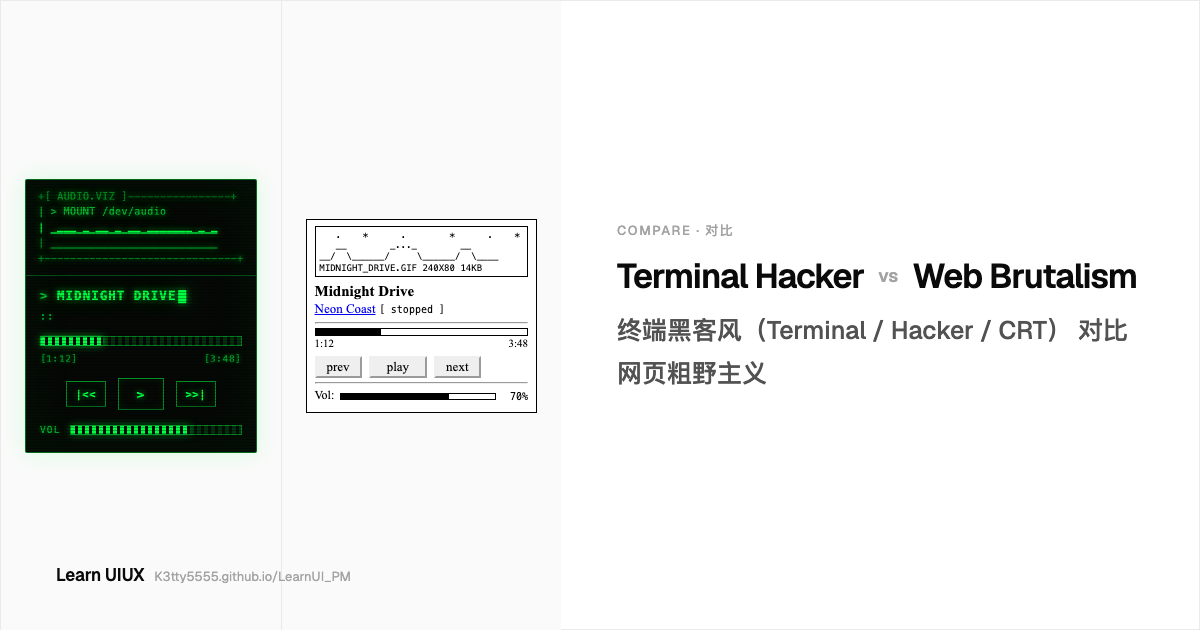 +[ AUDIO.VIZ ]----------------+
| > MOUNT /dev/audio
> MIDNIGHT DRIVE
::
[1:12] [3:48]
|<< > >>|
VOL
MIDNIGHT_DRIVE.GIF 240X80 14KB
Midnight Drive
Neon Coast [ stopped ]
1:12 3:48
prev play next
Vol: 70%
COMPARE · 对比
Terminal Hacker vs Web Brutalism
终端黑客风（Terminal / Hacker / CRT） 对比
网页粗野主义
Learn UIUX K3tty5555.github.io/LearnUI_PM